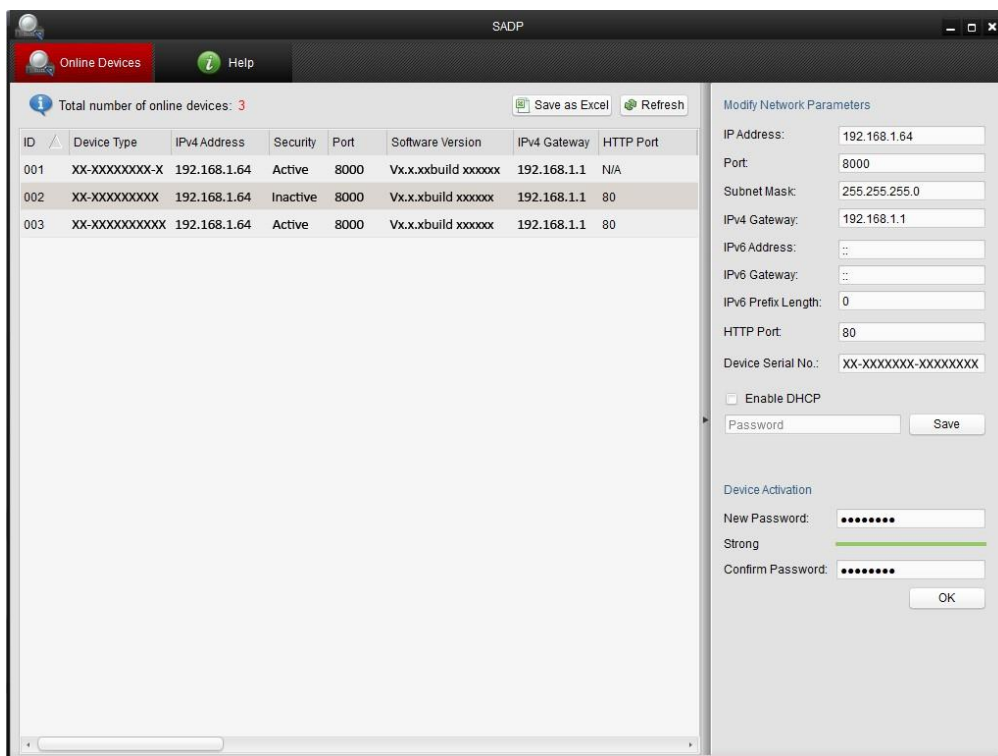 SADP
Online Devices
Help
Total number of online devices: 3
Save as Excel
Refresh
ID Device Type IPv4 Address Security Port Software Version IPv4 Gateway HTTP Port
001 XX-XXXXXXXX-X 192.168.1.64 Active 8000 Vx.x.xxbuild xxxxxx 192.168.1.1 N/A
002 XX-XXXXXXXXX 192.168.1.64 Inactive 8000 Vx.x.xbuild xxxxxx 192.168.1.1 80
003 XX-XXXXXXXXXX 192.168.1.64 Active 8000 Vx.x.xbuild xxxxxx 192.168.1.1 80
Modify Network Parameters
IP Address: 192.168.1.64
Port: 8000
Subnet Mask: 255.255.255.0
IPv4 Gateway: 192.168.1.1
IPv6 Address: ::
IPv6 Gateway: ::
IPv6 Prefix Length: 0
HTTP Port: 80
Device Serial No.: XX-XXXXXXX-XXXXXXXX
Enable DHCP
Password
Save
Device Activation
New Password: ●●●●●●●●
Strong
Confirm Password: ●●●●●●●●
OK